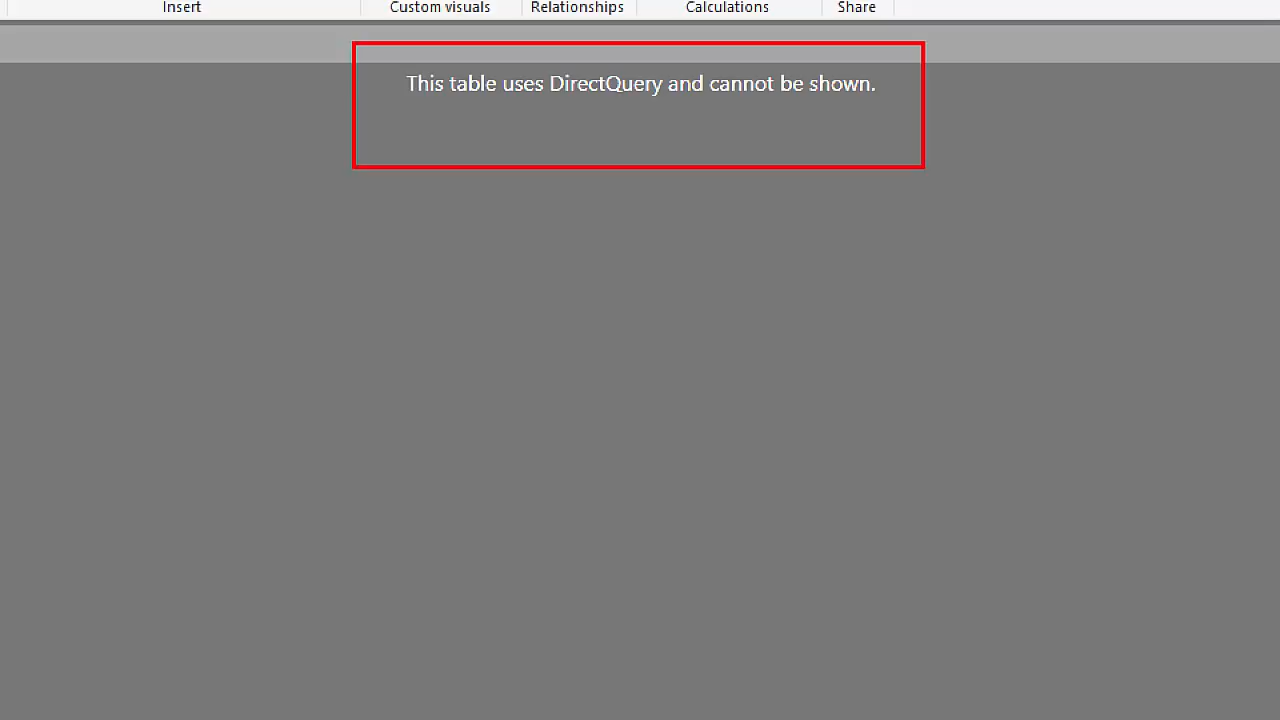 Insert Custom visuals Relationships Calculations Share
This table uses DirectQuery and cannot be shown.